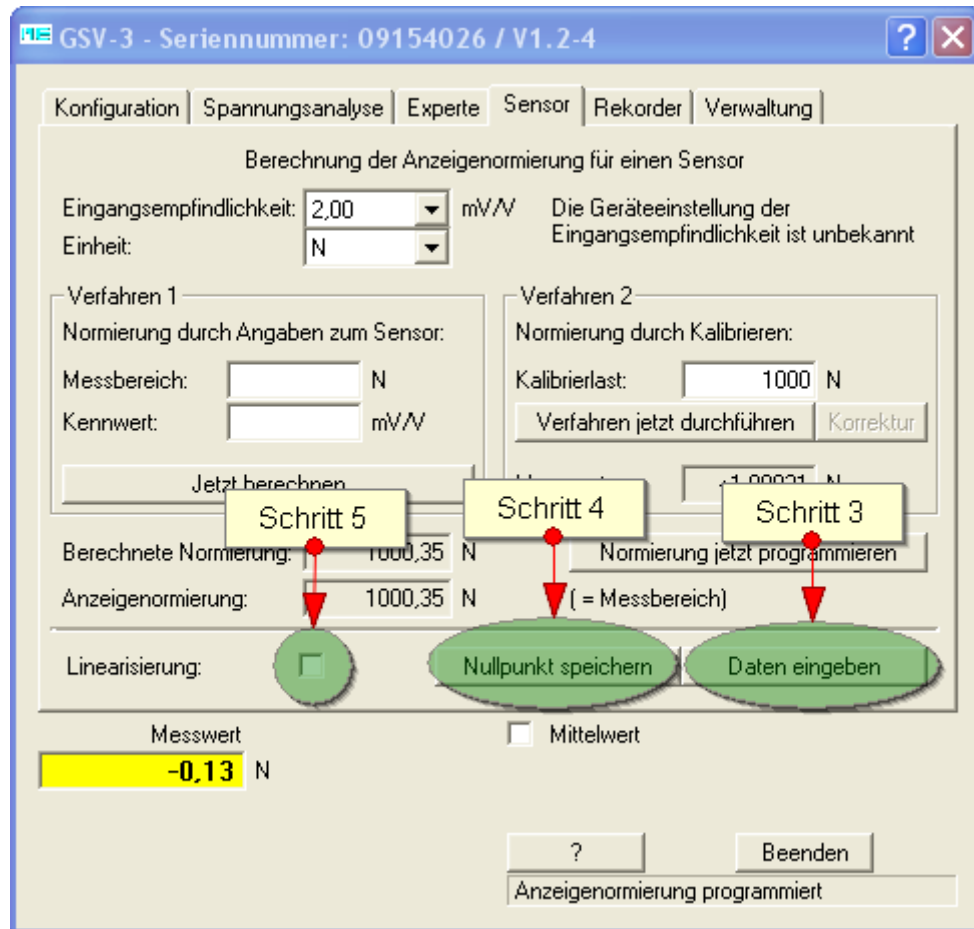 GSV-3 - Seriennummer: 09154026 / V1.2-4
Konfiguration Spannungsanalyse Experte Sensor Rekorder Verwaltung
Berechnung der Anzeigenormierung für einen Sensor
Eingangsempfindlichkeit: 2,00 mV/V
Die Geräteeinstellung der
Eingangsempfindlichkeit ist unbekannt
Einheit: N
Verfahren 1
Normierung durch Angaben zum Sensor:
Messbereich: N
Kennwert: mV/V
Jetzt berechnen
Verfahren 2
Normierung durch Kalibrieren:
Kalibrierlast: 1000 N
Verfahren jetzt durchführen Korrektur
Schritt 5
Schritt 4
Schritt 3
Berechnete Normierung: 1000,35 N
Normierung jetzt programmieren
Anzeigenormierung: 1000,35 N ( = Messbereich)
Linearisierung: Nullpunkt speichern Daten eingeben
Messwert
-0,13 N
Mittelwert
? Beenden
Anzeigenormierung programmiert